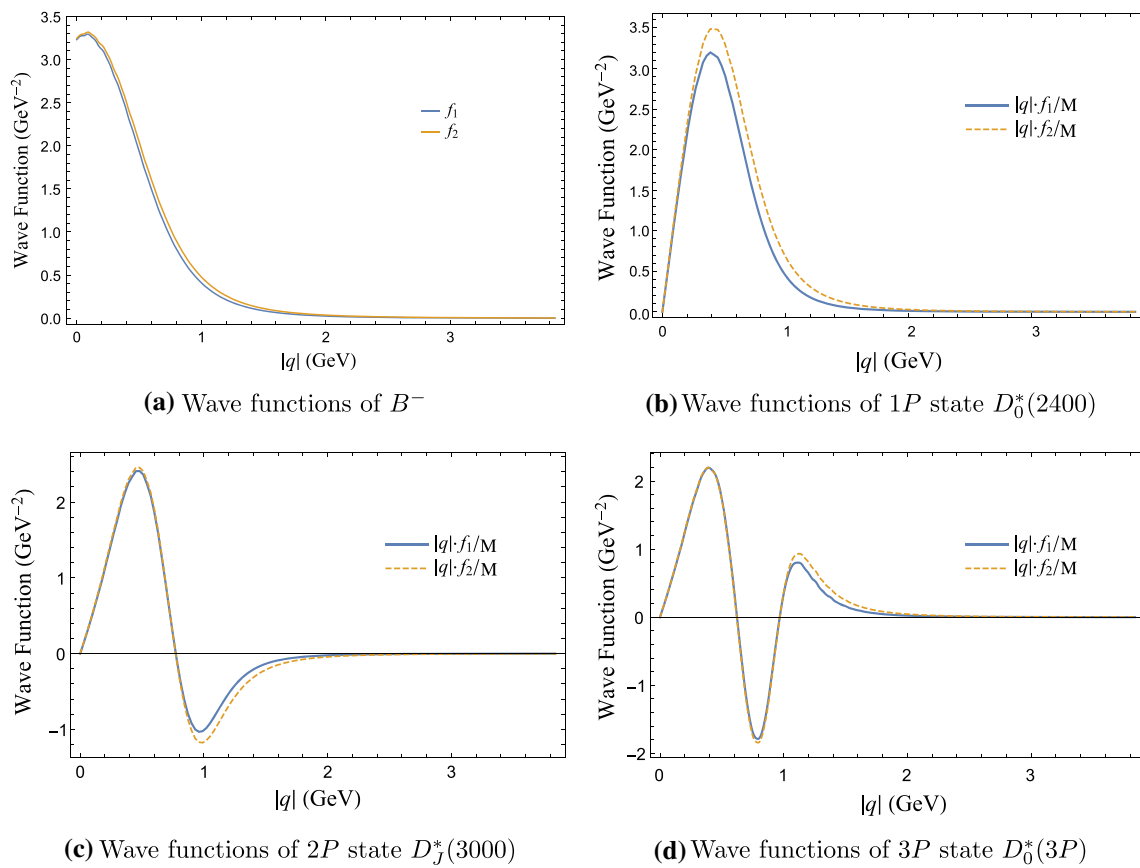 3.5
3.0
2.5
2.0
1.5
1.0
0.5
0.0
Wave Function (GeV⁻²)
f₁
f₂
0 1 2 3
|q| (GeV)
(a) Wave functions of B⁻
3.5
3.0
2.5
2.0
1.5
1.0
0.5
0.0
Wave Function (GeV⁻²)
|q|·f₁/M
|q|·f₂/M
0 1 2 3
|q| (GeV)
(b) Wave functions of 1P state D₀*(2400)
2
1
0
−1
Wave Function (GeV⁻²)
|q|·f₁/M
|q|·f₂/M
0 1 2 3
|q| (GeV)
(c) Wave functions of 2P state D_J*(3000)
2
1
0
−1
−2
Wave Function (GeV⁻²)
|q|·f₁/M
|q|·f₂/M
0 1 2 3
|q| (GeV)
(d) Wave functions of 3P state D₀*(3P)